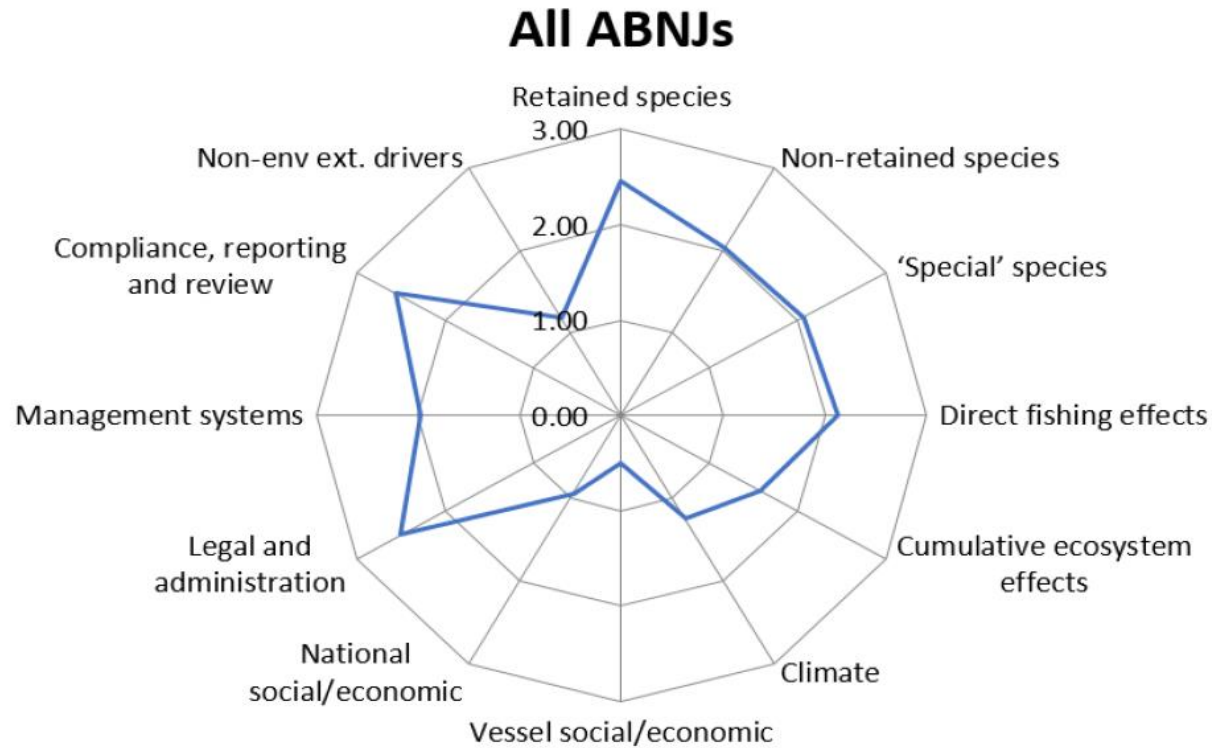 All ABNJs
Retained species
3.00
Non-env ext. drivers
Non-retained species
2.00
Compliance, reporting
and review
‘Special’ species
1.00
Management systems
0.00
Direct fishing effects
Legal and
administration
Cumulative ecosystem
effects
National
social/economic
Climate
Vessel social/economic